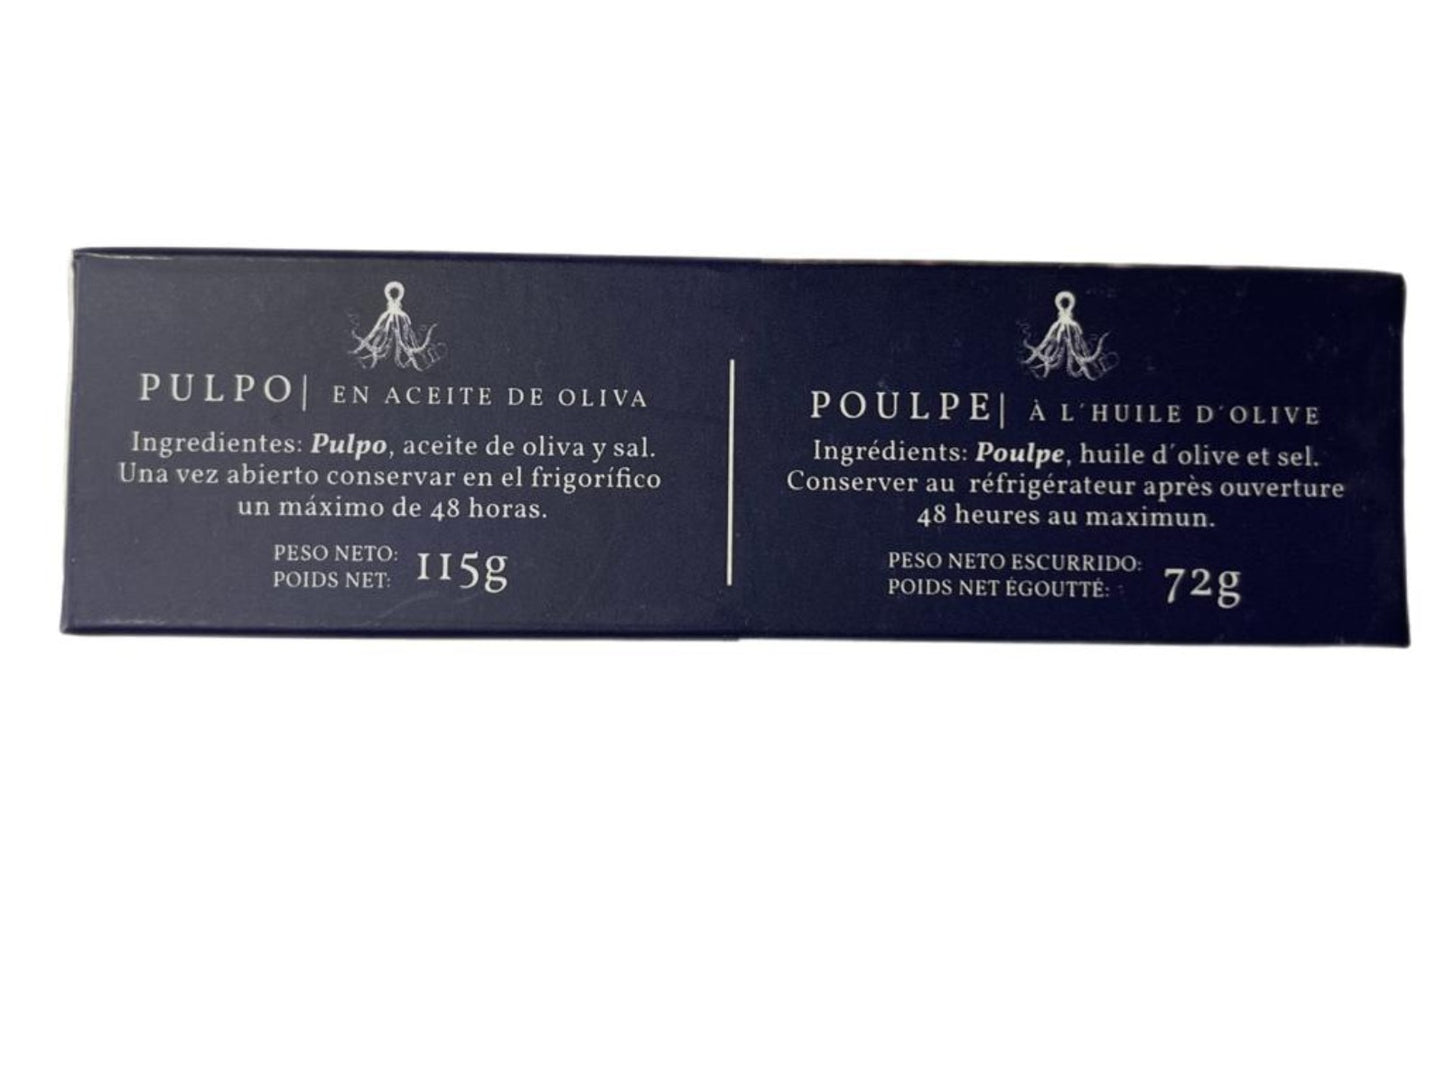 PULPO| EN ACEITE DE OLIVA
Ingredientes: Pulpo, aceite de oliva y sal.
Una vez abierto conservar en el frigorífico
un máximo de 48 horas.
PESO NETO:
POIDS NET: 115g
POULPE| À L´HUILE D´OLIVE
Ingrédients: Poulpe, huile d´olive et sel.
Conserver au réfrigérateur après ouverture
48 heures au maximun.
PESO NETO ESCURRIDO:
POIDS NET ÉGOUTTÉ: 72g